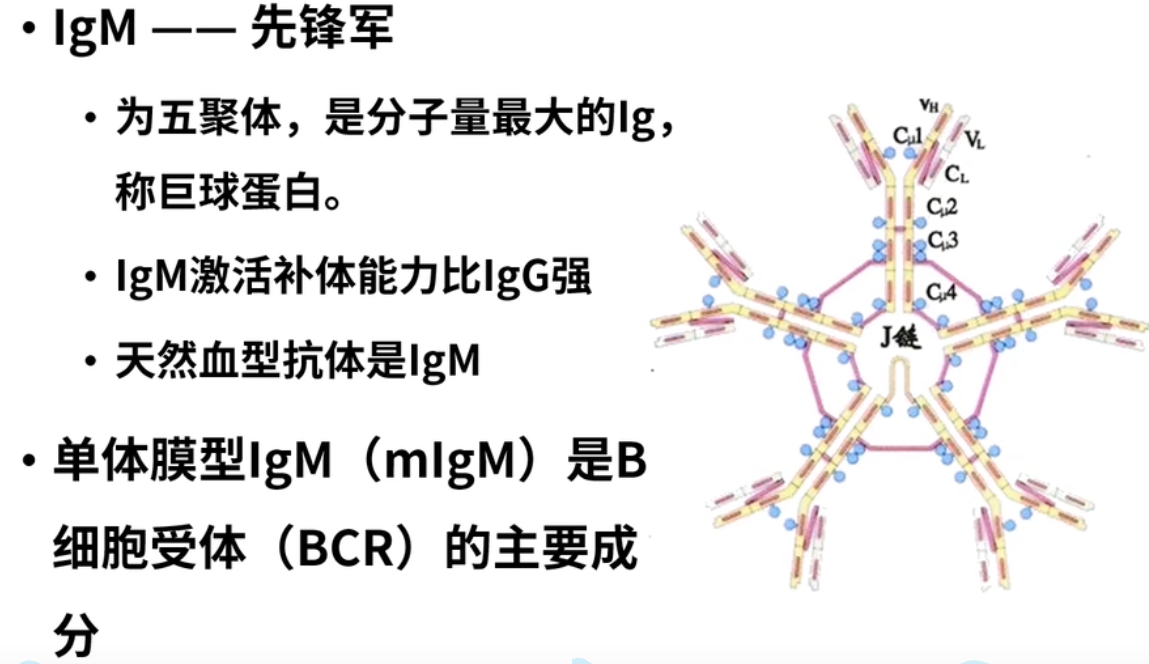 • IgM —— 先锋军
• 为五聚体，是分子量最大的Ig，
称巨球蛋白。
• IgM激活补体能力比IgG强
• 天然血型抗体是IgM
• 单体膜型IgM（mIgM）是B
细胞受体（BCR）的主要成
分
VH
Cμ1
VL
CL
Cμ2
Cμ3
Cμ4
J链